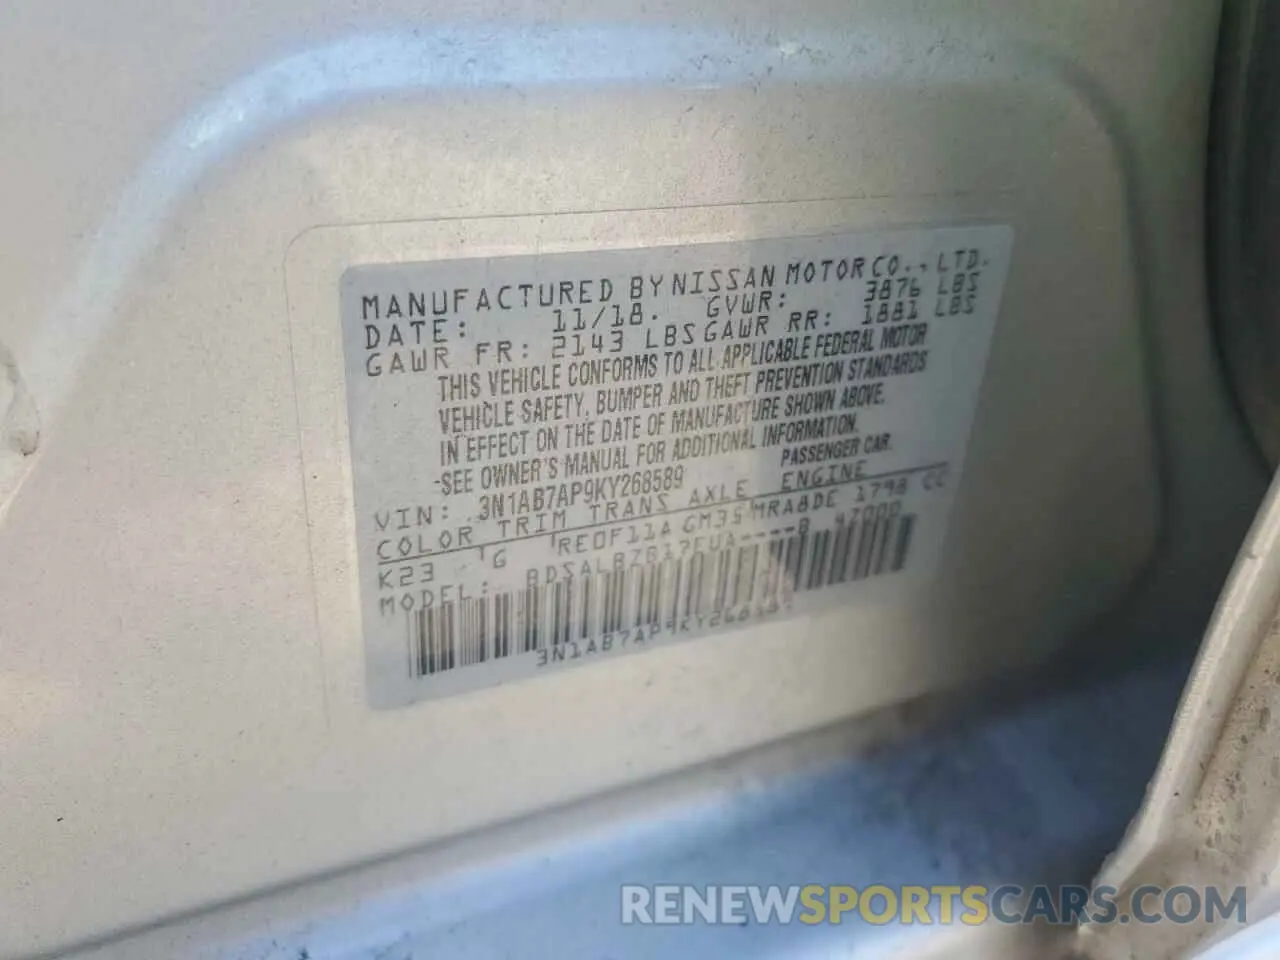 MANUFACTURED BY NISSAN MOTOR CO., LTD.
DATE: 11/18. GVWR: 3876 LBS
GAWR FR: 2143 LBS GAWR RR: 1881 LBS
THIS VEHICLE CONFORMS TO ALL APPLICABLE FEDERAL MOTOR
VEHICLE SAFETY, BUMPER AND THEFT PREVENTION STANDARDS
IN EFFECT ON THE DATE OF MANUFACTURE SHOWN ABOVE.
-SEE OWNER'S MANUAL FOR ADDITIONAL INFORMATION.
VIN: 3N1AB7AP9KY268589 PASSENGER CAR.
COLOR TRIM TRANS AXLE ENGINE
K23 G RE0F11A GM35 MRA8DE 1798 CC
MODEL:
3N1AB7AP9KY268589
RENEWSPORTSCARS.COM